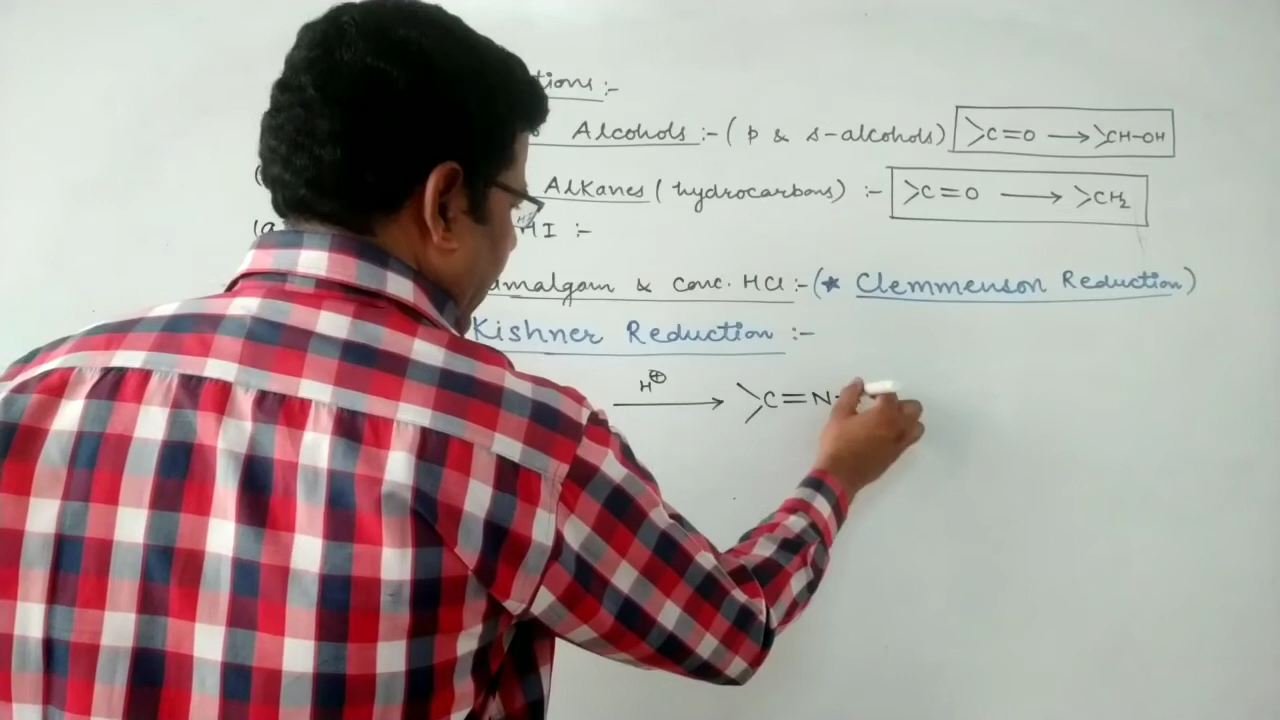 tions :-
Alcohols :- ( p & s-alcohols) >C=O → >CH-OH
Alkanes ( hydrocarbons) :- >C=O → >CH₂
(a HI :-
amalgam & Conc. HCl :- (* Clemmenson Reduction)
Kishner Reduction :-
H⊕ → >C=N-